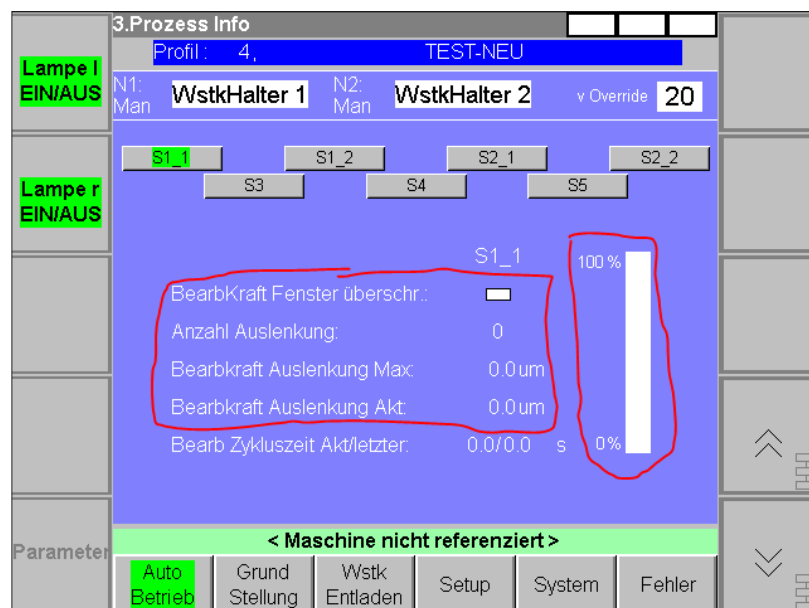 3.Prozess Info
Profil : 4, TEST-NEU
Lampe l
EIN/AUS
N1:
Man
WstkHalter 1
N2:
Man
WstkHalter 2
v Override 20
S1_1 S1_2 S2_1 S2_2
S3 S4 S5
Lampe r
EIN/AUS
S1_1
100 %
BearbKraft Fenster überschr.:
Anzahl Auslenkung: 0
Bearbkraft Auslenkung Max: 0.0 um
Bearbkraft Auslenkung Akt: 0.0 um
Bearb Zykluszeit Akt/letzter: 0.0/0.0 s 0%
< Maschine nicht referenziert >
Parameter
Auto
Betrieb
Grund
Stellung
Wstk
Entladen
Setup
System
Fehler